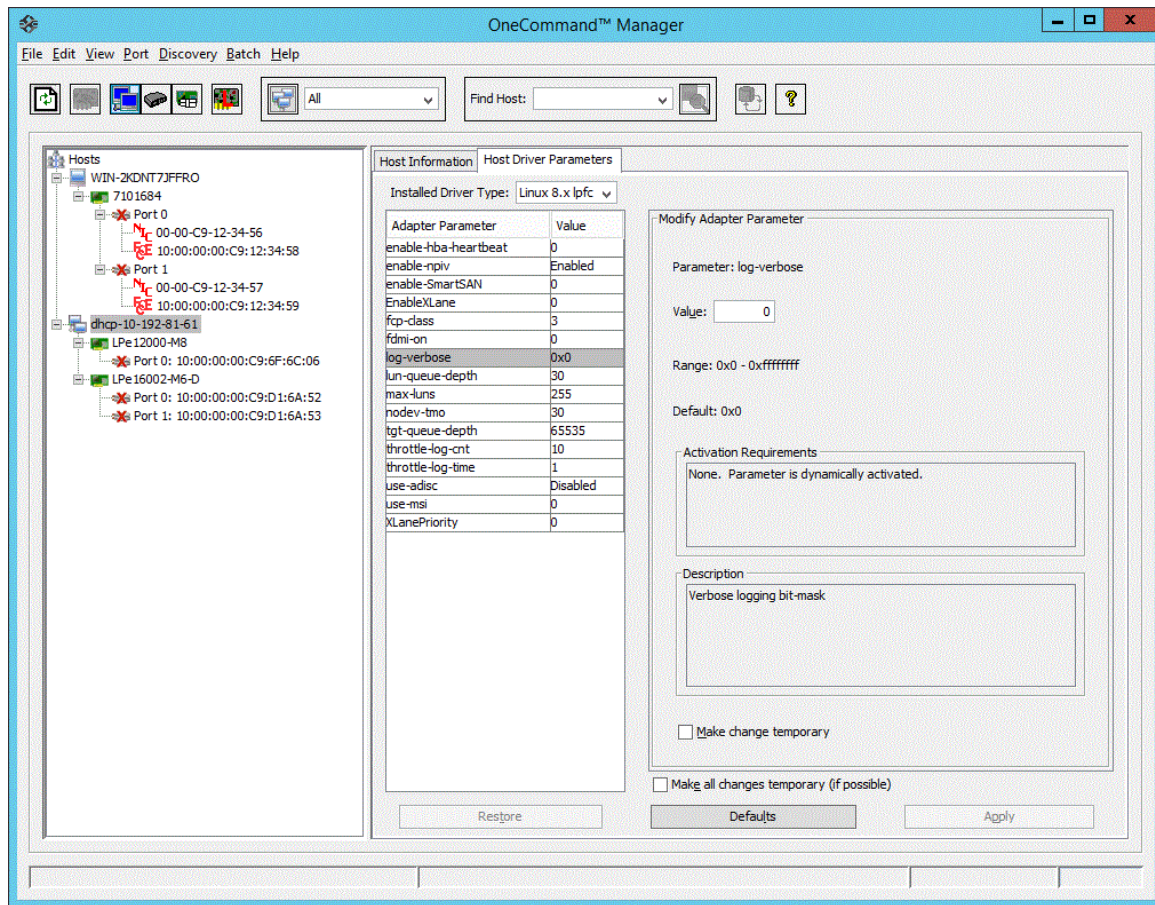 OneCommand™ Manager
File Edit View Port Discovery Batch Help
All
Find Host:
Hosts
WIN-2KDNT7JFFRO
7101684
Port 0
NIC 00-00-C9-12-34-56
FCoE 10:00:00:00:C9:12:34:58
Port 1
NIC 00-00-C9-12-34-57
FCoE 10:00:00:00:C9:12:34:59
dhcp-10-192-81-61
LPe12000-M8
Port 0: 10:00:00:00:C9:6F:6C:06
LPe16002-M6-D
Port 0: 10:00:00:00:C9:D1:6A:52
Port 1: 10:00:00:00:C9:D1:6A:53
Host Information Host Driver Parameters
Installed Driver Type: Linux 8.x lpfc
Adapter Parameter Value
enable-hba-heartbeat 0
enable-npiv Enabled
enable-SmartSAN 0
EnableXLane 0
fcp-class 3
fdmi-on 0
log-verbose 0x0
lun-queue-depth 30
max-luns 255
nodev-tmo 30
tgt-queue-depth 65535
throttle-log-cnt 10
throttle-log-time 1
use-adisc Disabled
use-msi 0
XLanePriority 0
Restore
Modify Adapter Parameter
Parameter: log-verbose
Value: 0
Range: 0x0 - 0xffffffff
Default: 0x0
Activation Requirements
None. Parameter is dynamically activated.
Description
Verbose logging bit-mask
Make change temporary
Make all changes temporary (if possible)
Defaults Apply